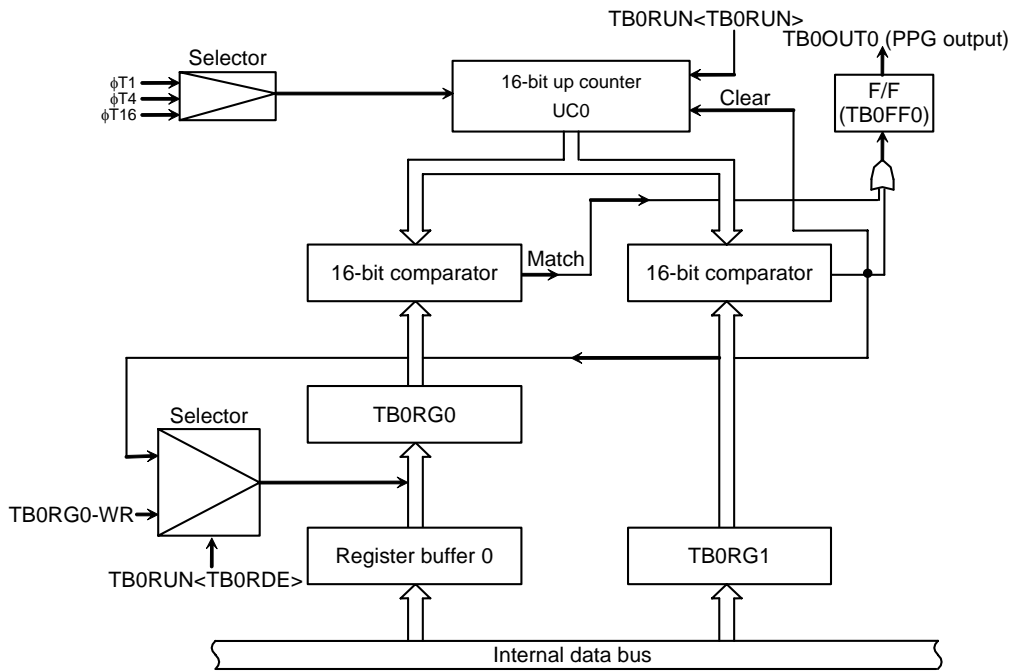 TB0RUN<TB0RUN>
TB0OUT0 (PPG output)
Selector
ϕT1
ϕT4
ϕT16
16-bit up counter
UC0
Clear
F/F
(TB0FF0)
16-bit comparator
Match
16-bit comparator
TB0RG0
Selector
TB0RG0-WR
TB0RUN<TB0RDE>
Register buffer 0
TB0RG1
Internal data bus